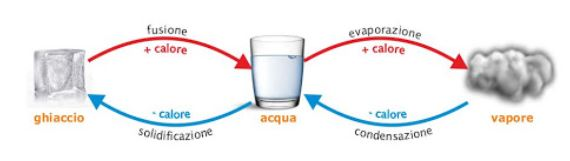 fusione
+ calore
evaporazione
+ calore
- calore
solidificazione
- calore
condensazione
ghiaccio
acqua
vapore